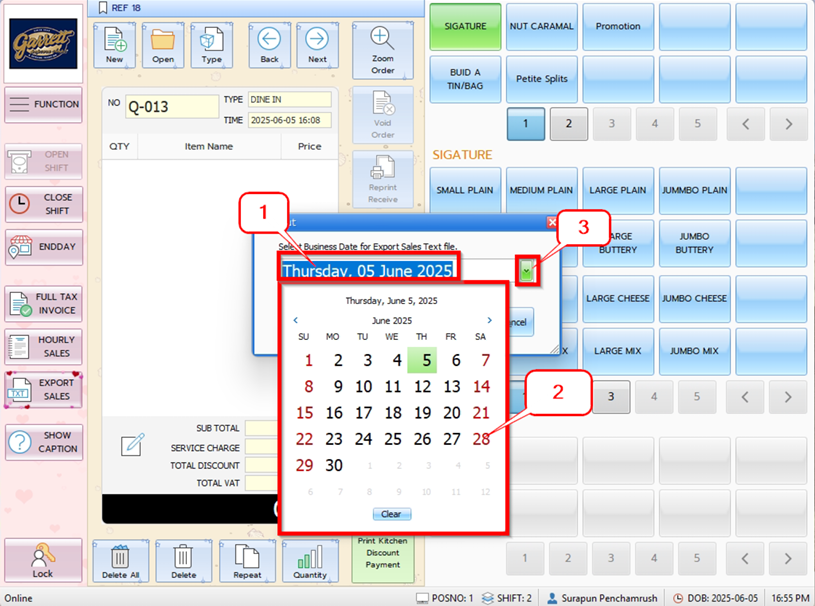 REF 18
Garrett
New
Open
Type
Back
Next
Zoom
Order
SIGATURE
NUT CARAMAL
Promotion
BUID A
TIN/BAG
Petite Splits
1
2
3
4
5
FUNCTION
NO
Q-013
TYPE
DINE IN
TIME
2025-06-05 16:08
Void
Order
QTY
Item Name
Price
Reprint
Receive
OPEN
SHIFT
CLOSE
SHIFT
ENDDAY
FULL TAX
INVOICE
HOURLY
SALES
TXT
EXPORT
SALES
SHOW
CAPTION
Lock
SIGATURE
SMALL PLAIN
MEDIUM PLAIN
LARGE PLAIN
JUMMBO PLAIN
BUTTERY
JUMBO
BUTTERY
LARGE CHEESE
JUMBO CHEESE
LARGE MIX
JUMBO MIX
3
4
5
1
2
3
Select Business Date for Export Sales Text file.
Thursday, 05 June 2025
Thursday, June 5, 2025
June 2025
SU MO TU WE TH FR SA
1 2 3 4 5 6 7
8 9 10 11 12 13 14
15 16 17 18 19 20 21
22 23 24 25 26 27 28
29 30 1 2 3 4 5
6 7 8 9 10 11 12
Clear
SUB TOTAL
SERVICE CHARGE
TOTAL DISCOUNT
TOTAL VAT
Delete All
Delete
Repeat
Quantity
Print Kitchen
Discount
Payment
1
2
3
4
5
Online
POSNO: 1
SHIFT: 2
Surapun Penchamrush
DOB: 2025-06-05
16:55 PM